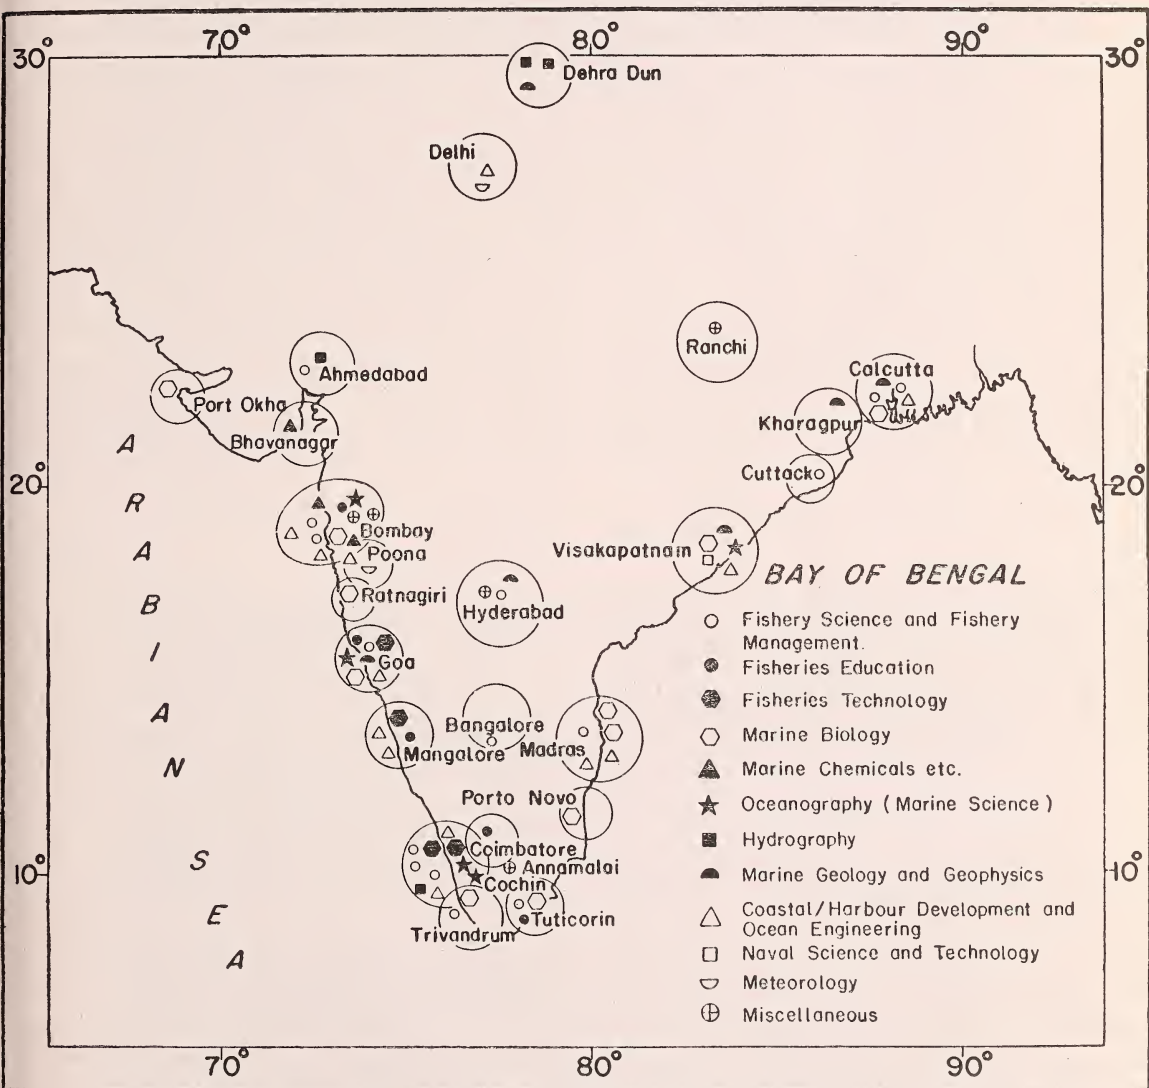 70° 80° 90°
30° 30°
Dehra Dun
Delhi
Ranchi
Ahmedabad
Calcutta
Port Okha
Kharagpur
Bhavanagar
Cuttack
20° 20°
Bombay
Poona
Visakapatnam
BAY OF BENGAL
Ratnagiri
Hyderabad
Goa
Bangalore
Mangalore
Madras
Porto Novo
Coimbatore
Annamalai
Cochin
10° 10°
Tuticorin
Trivandrum
ARABIAN SEA
Fishery Science and Fishery
Management.
Fisheries Education
Fisheries Technology
Marine Biology
Marine Chemicals etc.
Oceanography ( Marine Science )
Hydrography
Marine Geology and Geophysics
Coastal/Harbour Development and
Ocean Engineering
Naval Science and Technology
Meteorology
Miscellaneous
70° 80° 90°